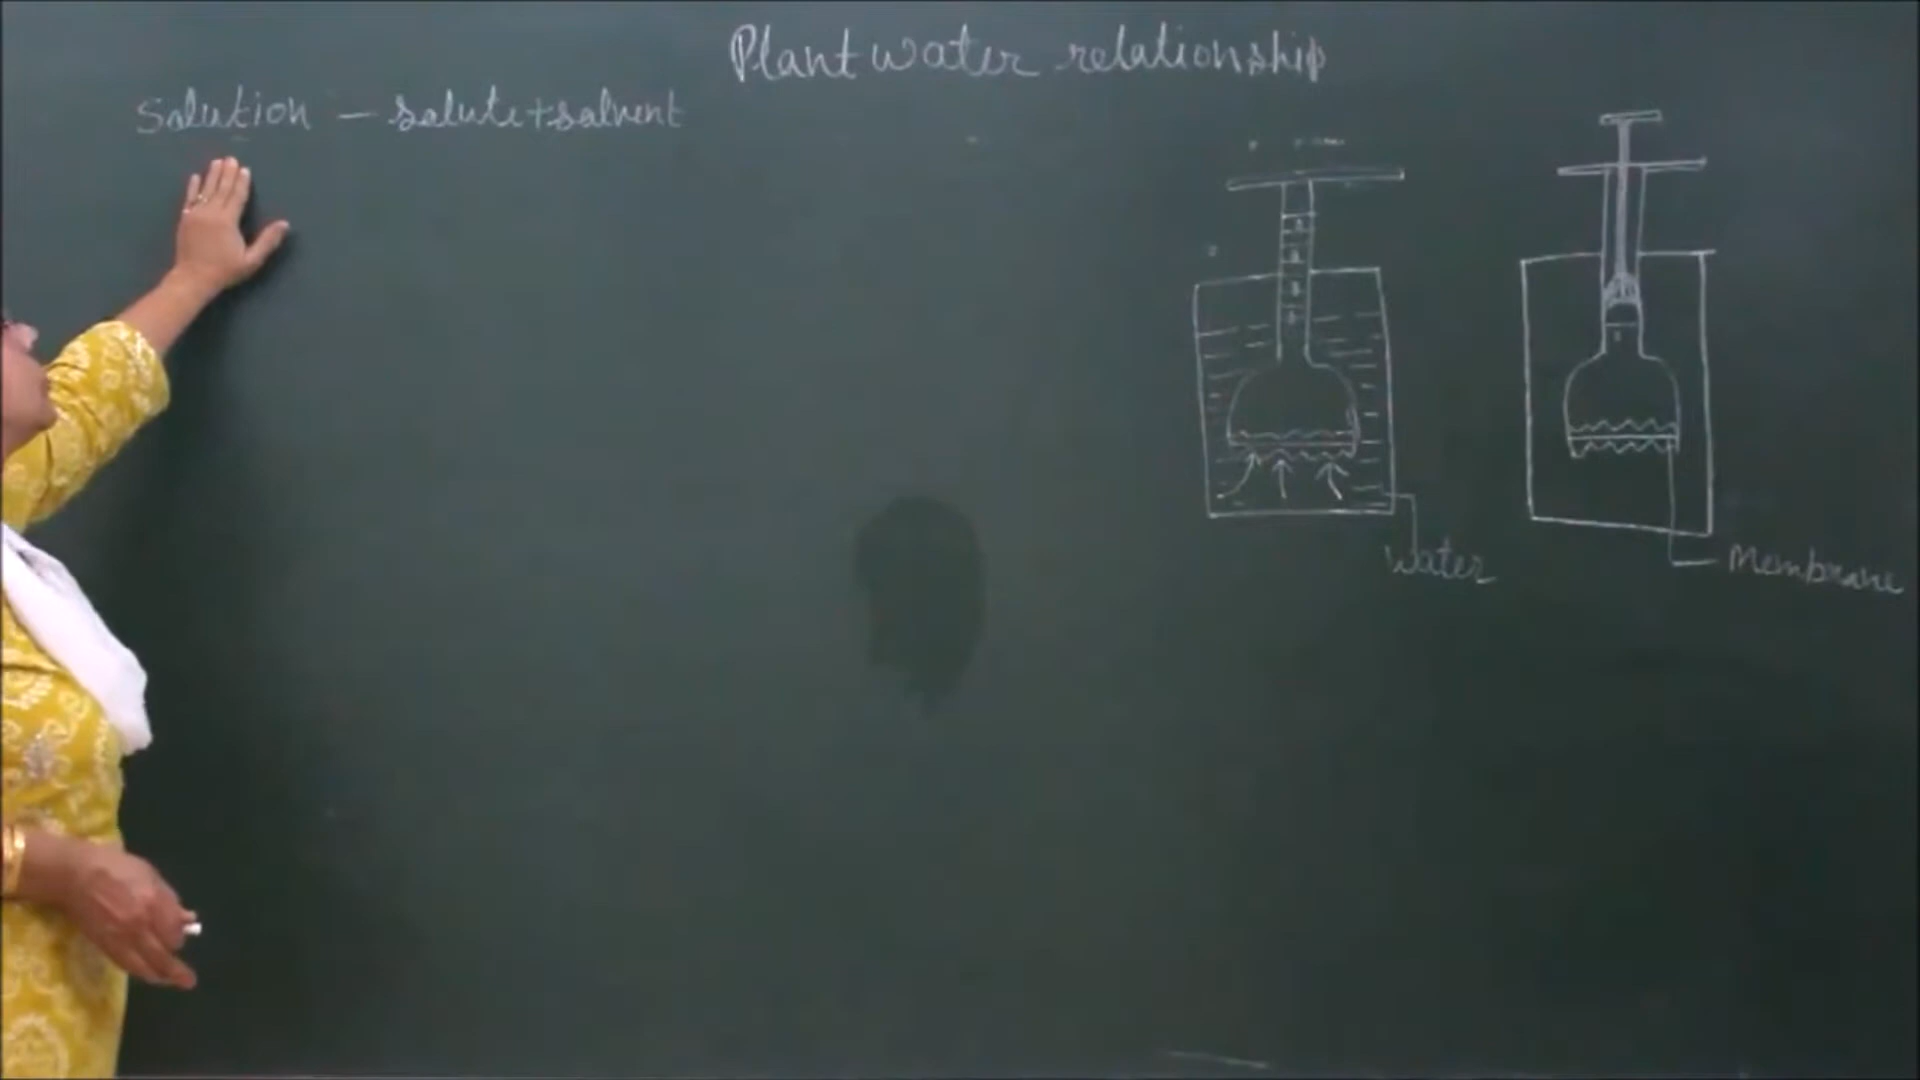 Plant water relationship
Solution — solute+solvent
Water
Membrane